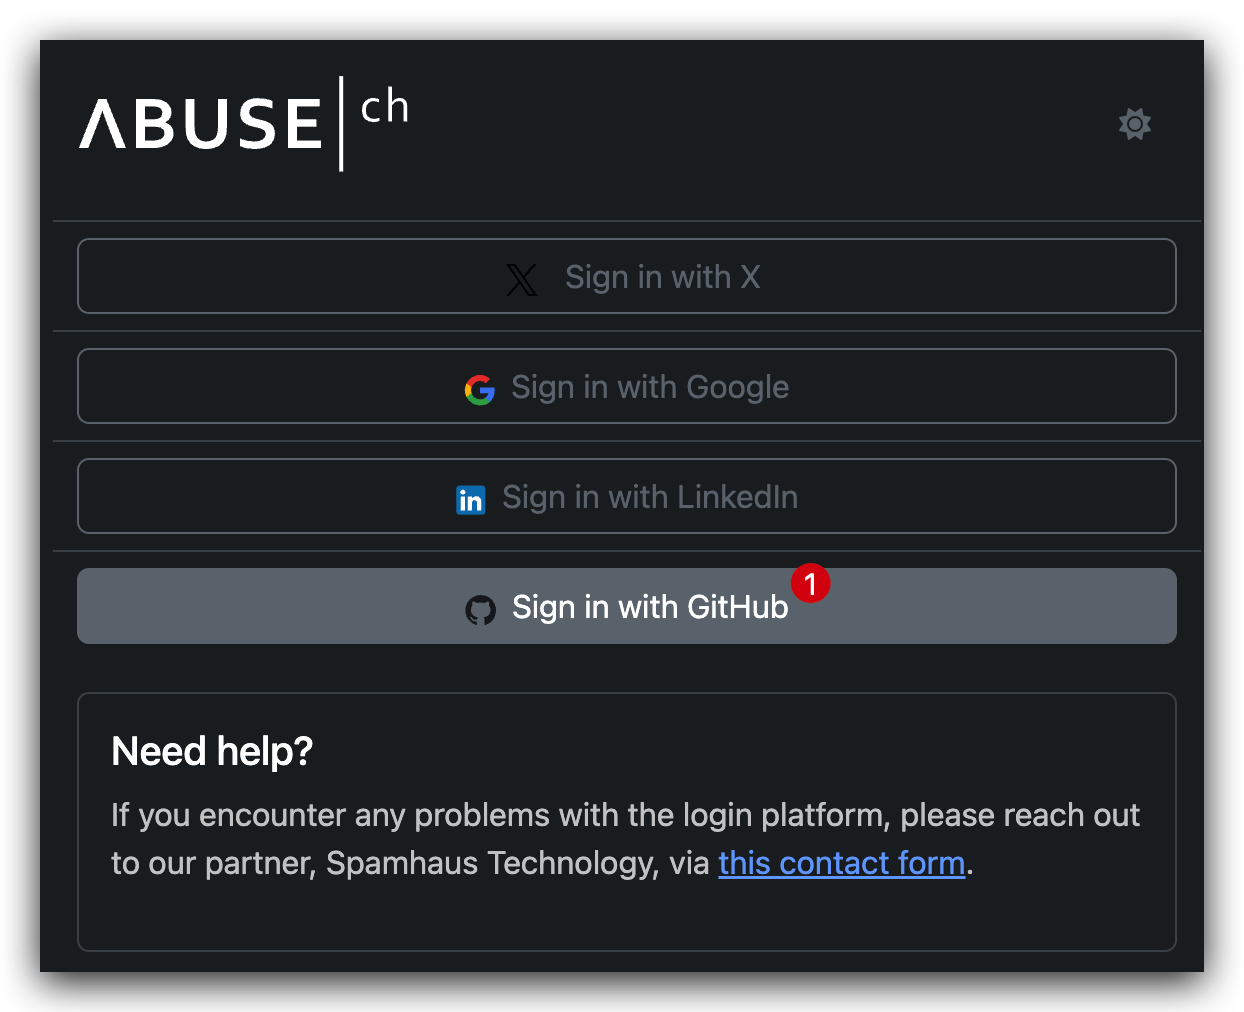 ABUSE ch
Sign in with X
Sign in with Google
in Sign in with LinkedIn
Sign in with GitHub 1
Need help?
If you encounter any problems with the login platform, please reach out
to our partner, Spamhaus Technology, via this contact form.